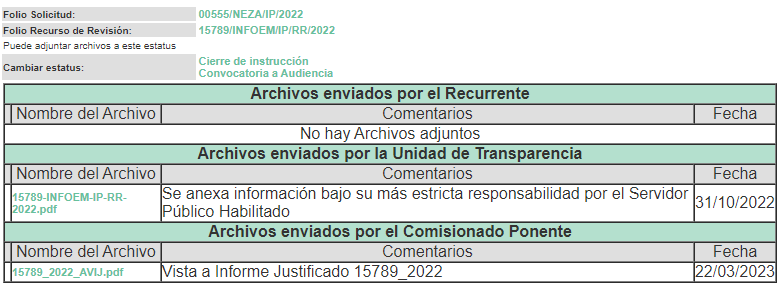 Folio Solicitud: 00555/NEZA/IP/2022
Folio Recurso de Revisión: 15789/INFOEM/IP/RR/2022
Puede adjuntar archivos a este estatus
Cambiar estatus: Cierre de instrucción
Convocatoria a Audiencia
Archivos enviados por el Recurrente
Nombre del Archivo Comentarios Fecha
No hay Archivos adjuntos
Archivos enviados por la Unidad de Transparencia
Nombre del Archivo Comentarios Fecha
15789-INFOEM-IP-RR-2022.pdf Se anexa información bajo su más estricta responsabilidad por el Servidor Público Habilitado 31/10/2022
Archivos enviados por el Comisionado Ponente
Nombre del Archivo Comentarios Fecha
15789_2022_AVIJ.pdf Vista a Informe Justificado 15789_2022 22/03/2023